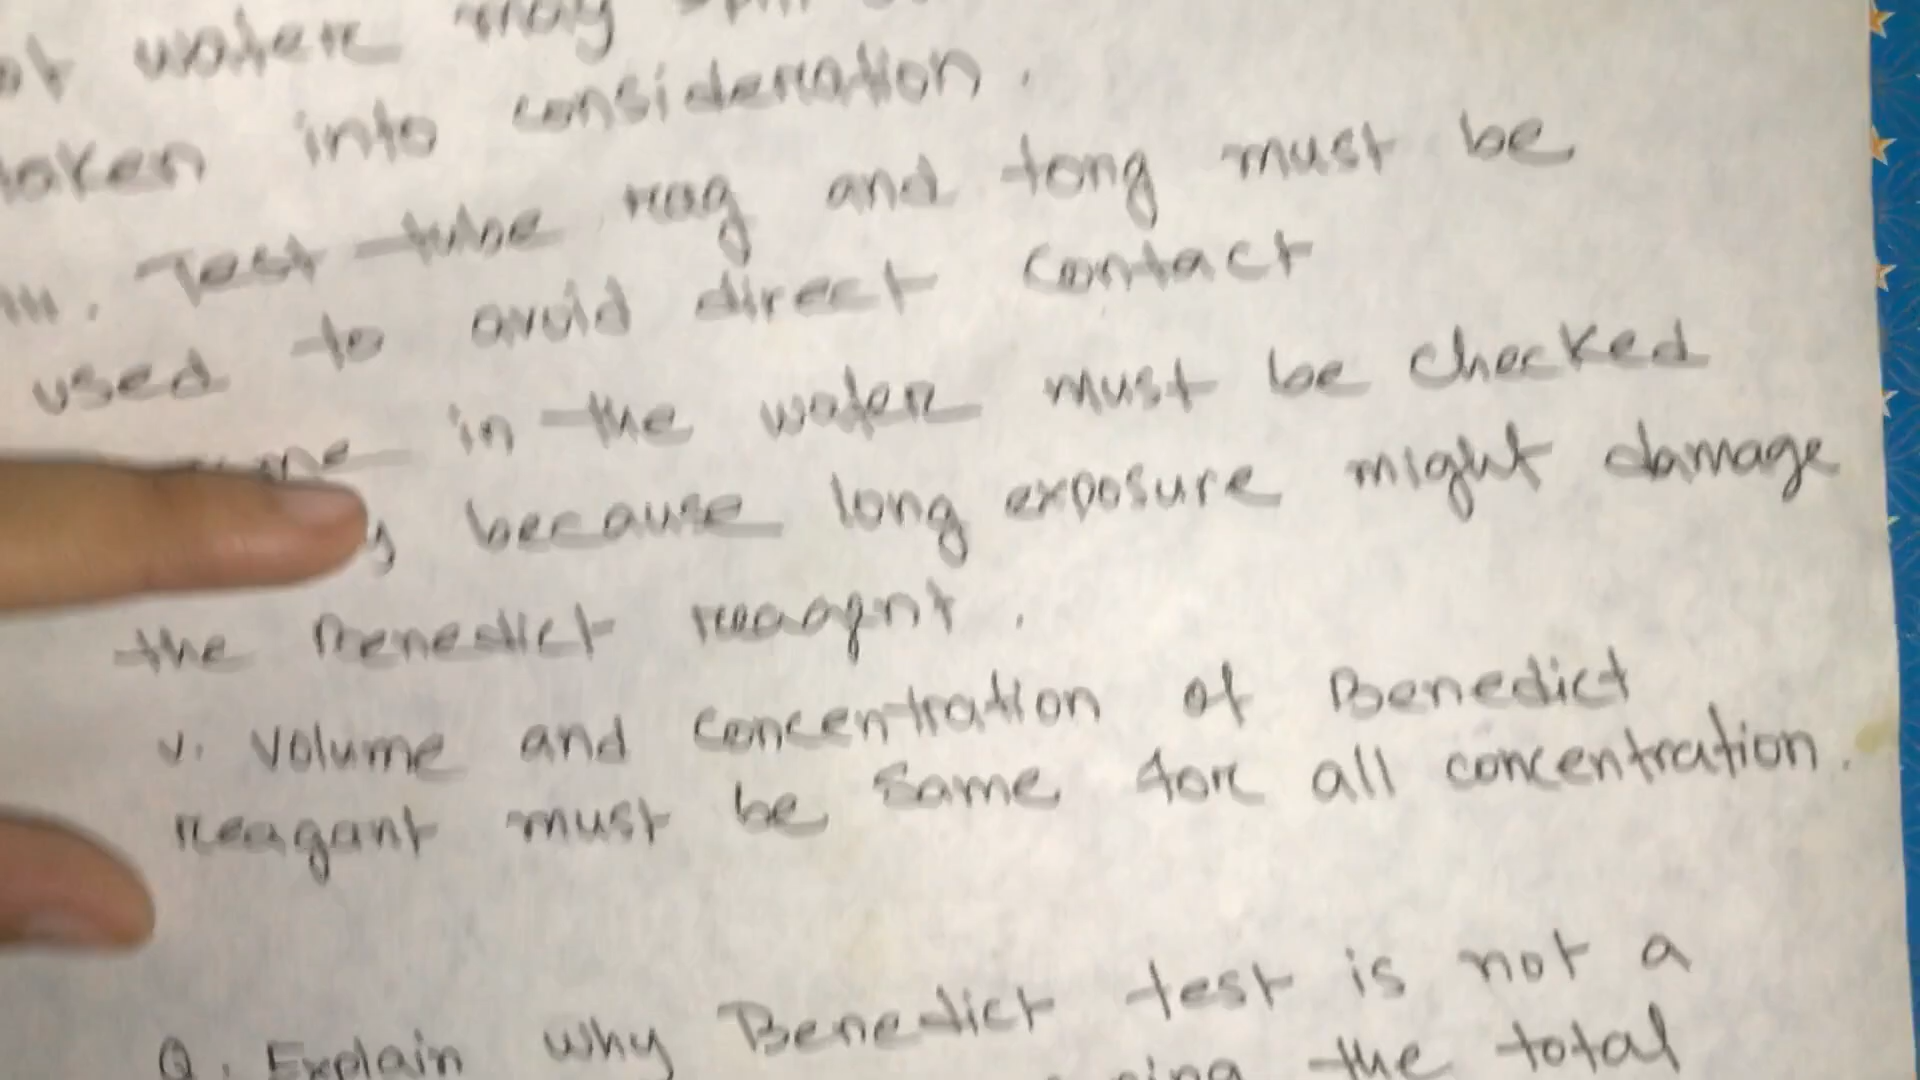 of water may
taken into consideration.
III. Test tube rag and tong must be
used to avoid direct contact
in the water must be checked
because long exposure might damage
the Benedict reaagnt.
V. Volume and concentration of Benedict
reagant must be same for all concentration.
Q. Explain why Benedict test is not a
the total